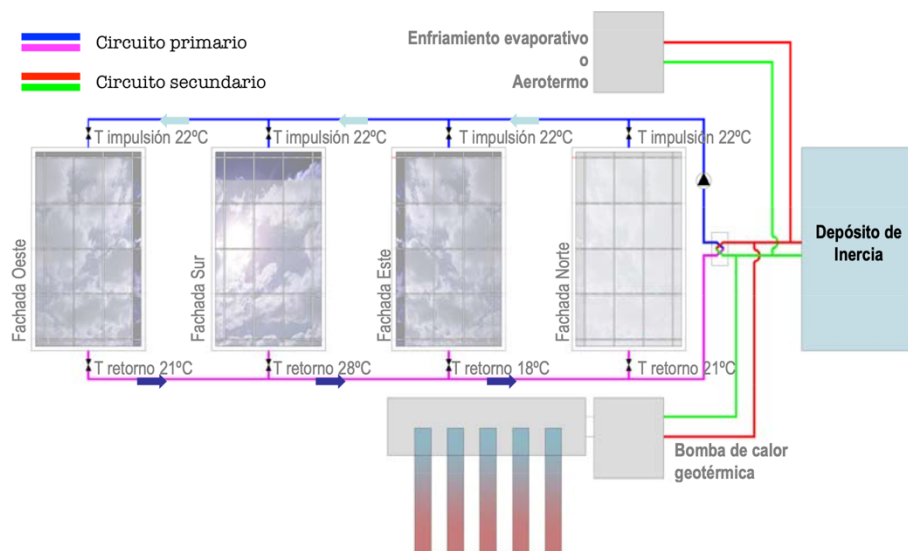 Circuito primario
Circuito secundario
Enfriamiento evaporativo
o
Aerotermo
T impulsión 22ºC
T impulsión 22ºC
T impulsión 22ºC
T impulsión 22ºC
Fachada Oeste
Fachada Sur
Fachada Este
Fachada Norte
Depósito de
Inercia
T retorno 21ºC
T retorno 28ºC
T retorno 18ºC
T retorno 21ºC
Bomba de calor
geotérmica